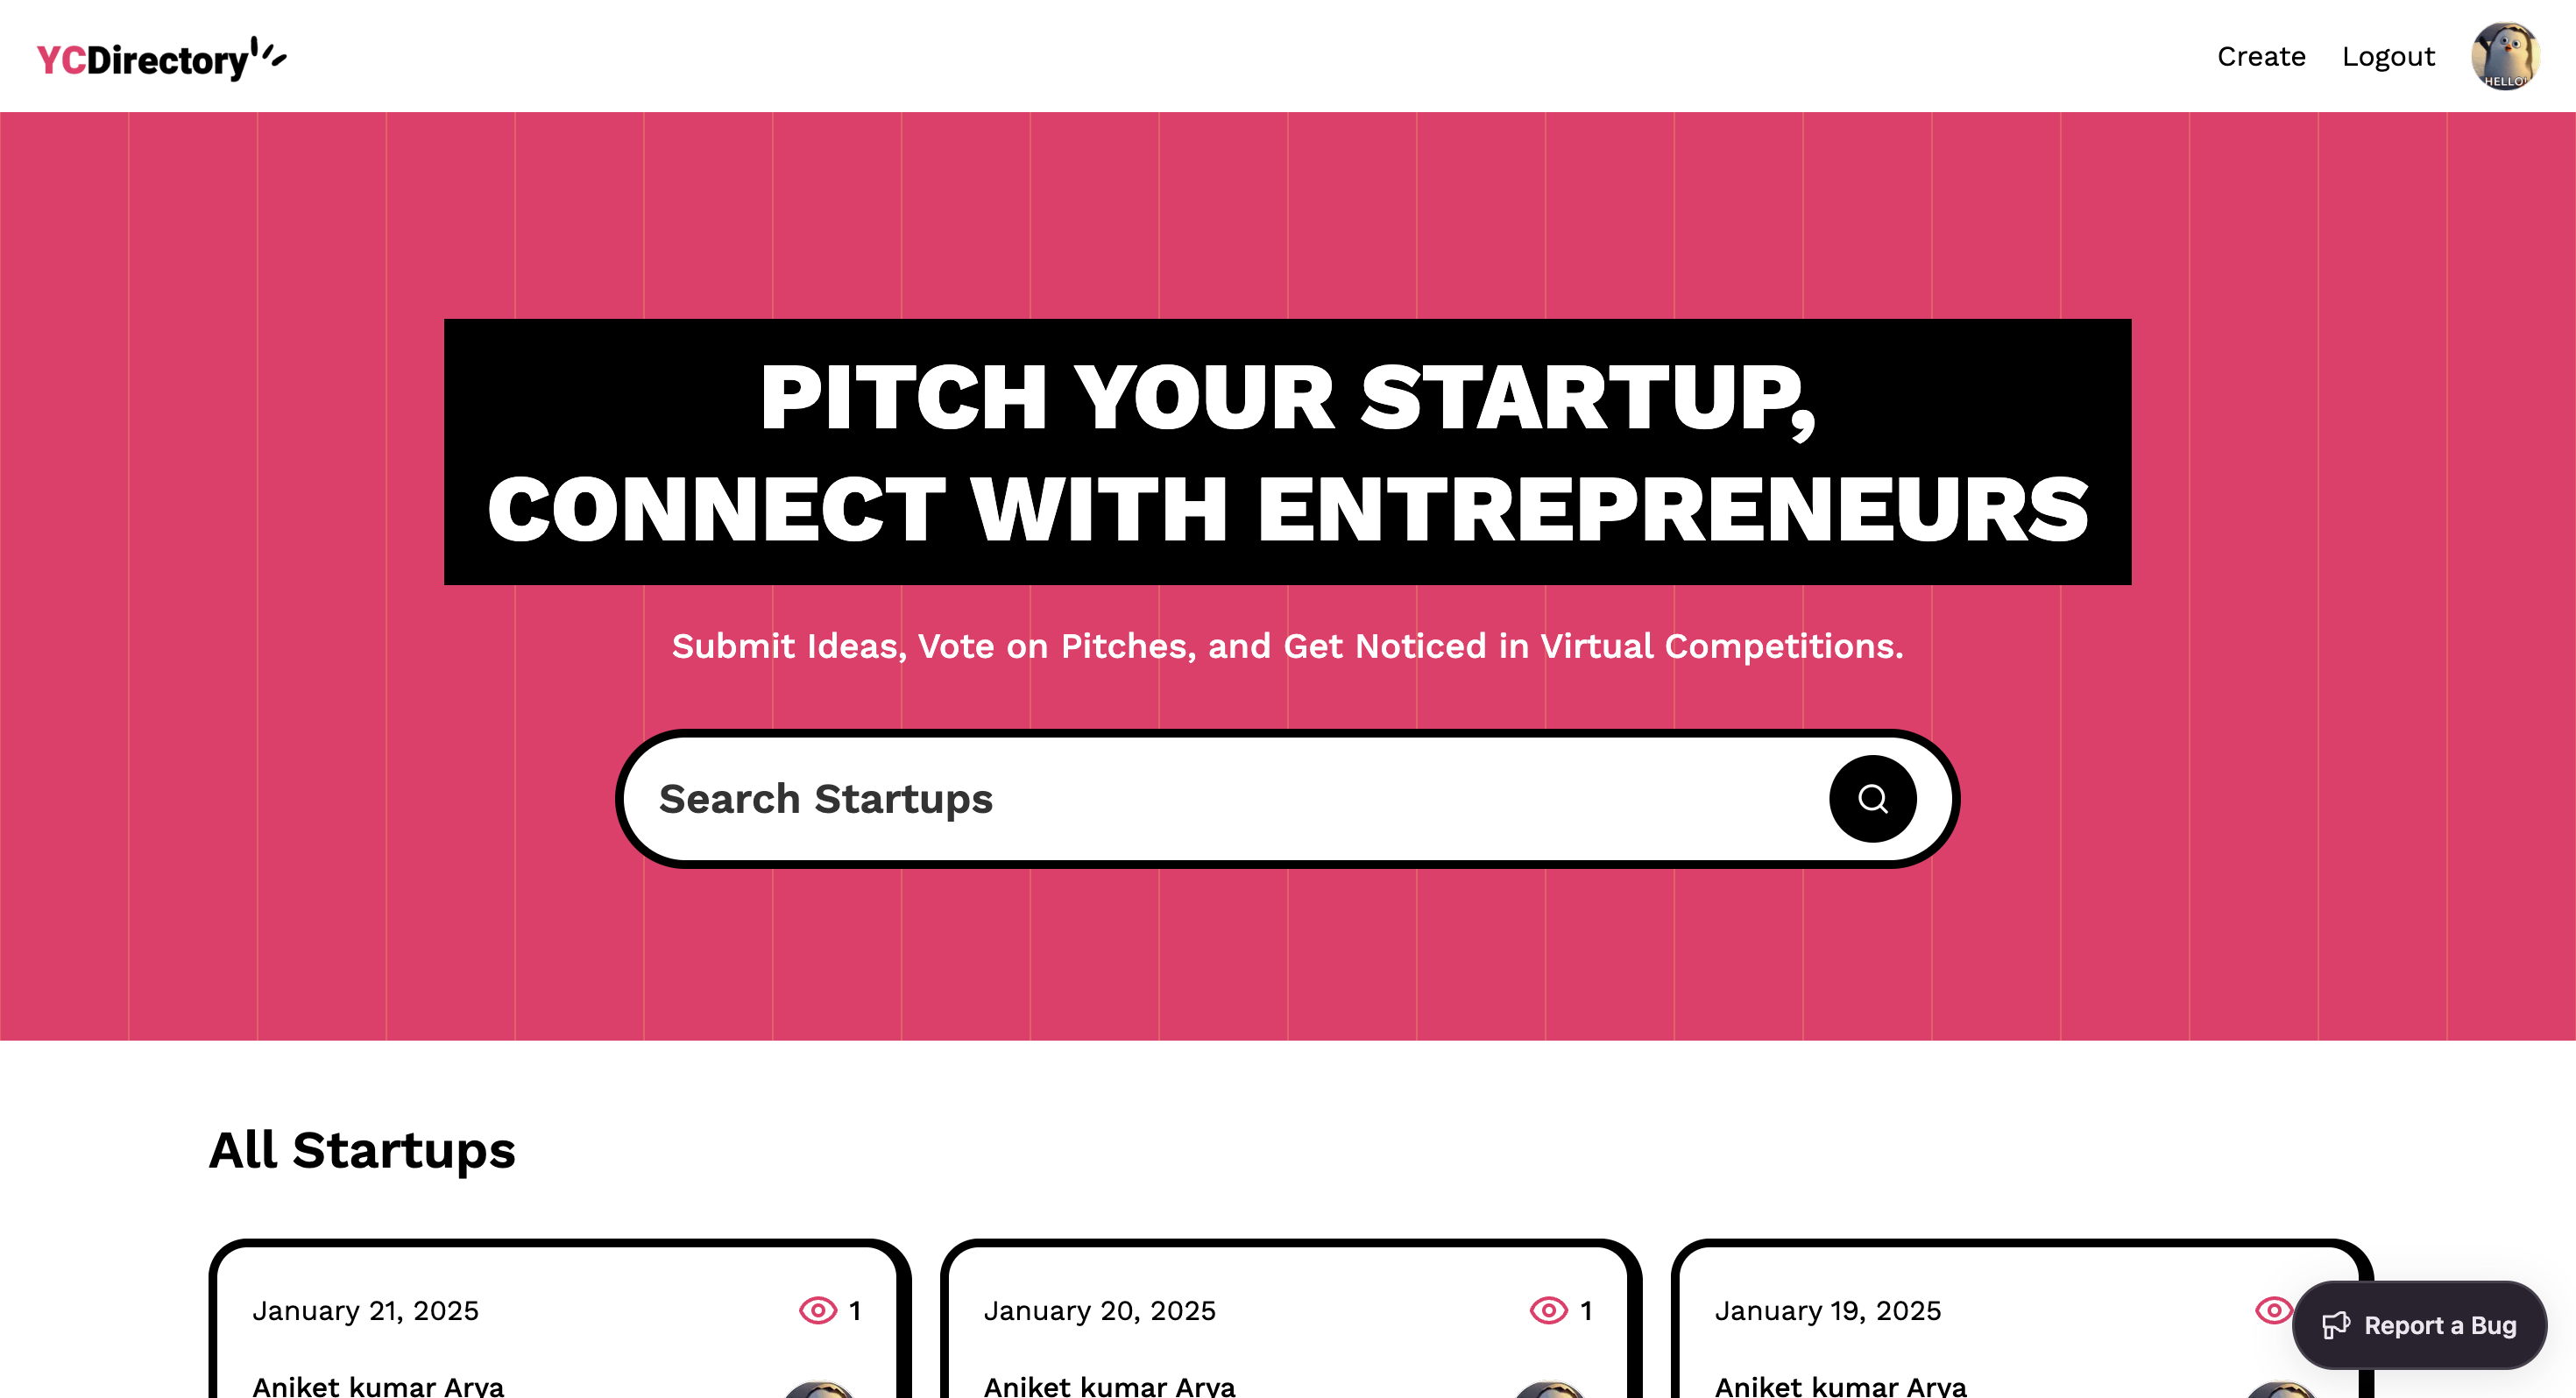 YCDirectory
Create
Logout
HELLO!
PITCH YOUR STARTUP,
CONNECT WITH ENTREPRENEURS
Submit Ideas, Vote on Pitches, and Get Noticed in Virtual Competitions.
Search Startups
All Startups
January 21, 2025
1
January 20, 2025
1
January 19, 2025
Report a Bug
Aniket kumar Arya
Aniket kumar Arya
Aniket kumar Arya